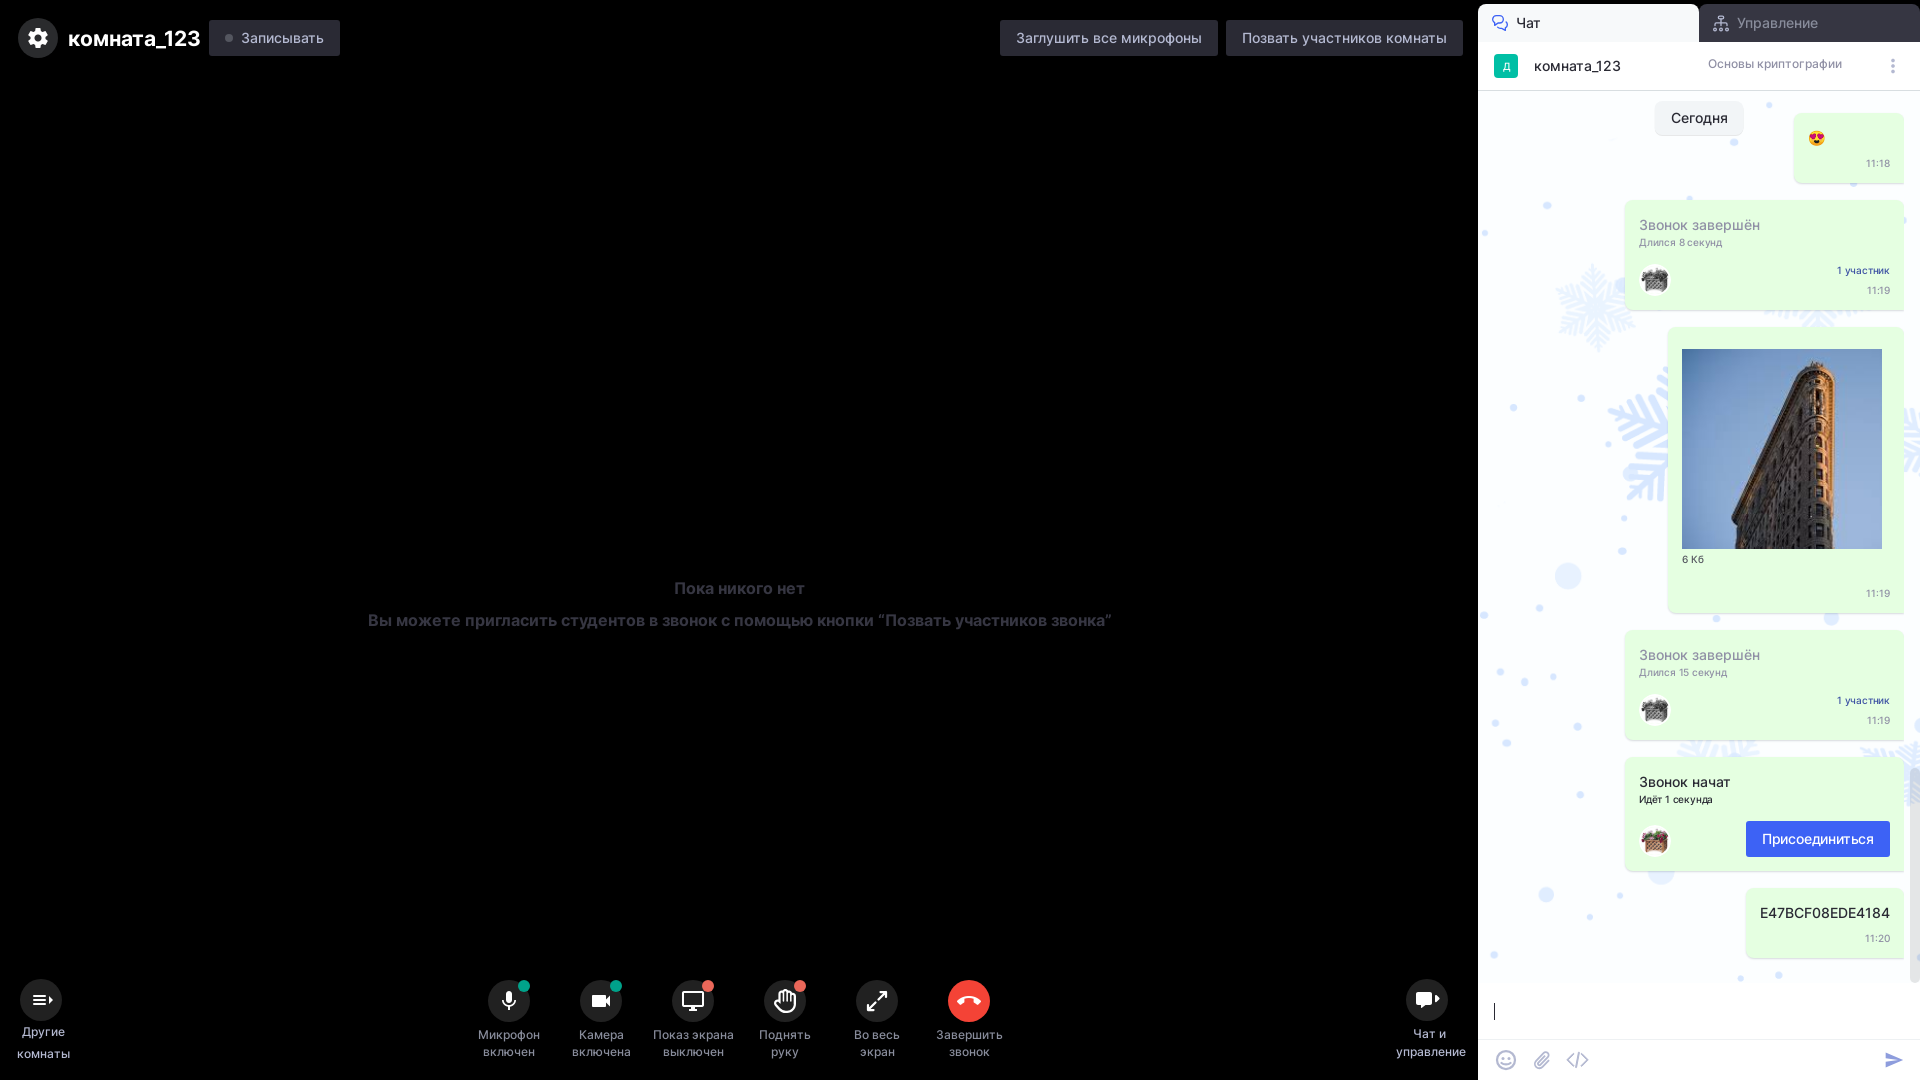 комната_123
Записывать
Заглушить все микрофоны
Позвать участников комнаты
Чат
Управление
Д
комната_123
Основы криптографии
Сегодня
11:18
Звонок завершён
Длился 8 секунд
1 участник
11:19
6 Кб
11:19
Звонок завершён
Длился 15 секунд
1 участник
11:19
Звонок начат
Идёт 1 секунда
Присоединиться
E47BCF08EDE4184
11:20
Пока никого нет
Вы можете пригласить студентов в звонок с помощью кнопки “Позвать участников звонка”
Другие
комнаты
Микрофон
включен
Камера
включена
Показ экрана
выключен
Поднять
руку
Во весь
экран
Завершить
звонок
Чат и
управление